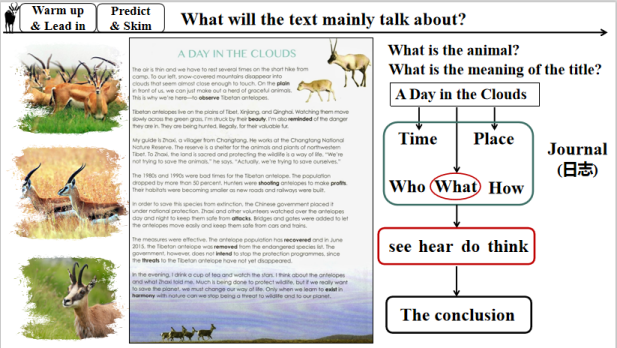 Warm up
& Lead in
Predict
& Skim
What will the text mainly talk about?
A DAY IN THE CLOUDS
The air is thin and we have to rest several times on the short hike from
camp. To our left, snow-covered mountains disappear into
clouds that seem almost close enough to touch. On the plain
in front of us, we can just make out a herd of graceful animals.
This is why we're here—to observe Tibetan antelopes.
Tibetan antelopes live on the plains of Tibet, Xinjiang, and Qinghai. Watching them move
slowly across the green grass, I'm struck by their beauty. I'm also reminded of the danger
they are in. They are being hunted, illegally, for their valuable fur.
My guide is Zhaxi, a villager from Changtang. He works at the Changtang National
Nature Reserve. The reserve is a shelter for the animals and plants of northwestern
Tibet. To Zhaxi, the land is sacred and protecting the wildlife is a way of life. "We're
not trying to save the animals," he says. "Actually, we're trying to save ourselves."
The 1980s and 1990s were bad times for the Tibetan antelope. The population
dropped by more than 50 percent. Hunters were shooting antelopes to make profits.
Their habitats were becoming smaller as new roads and railways were built.
In order to save this species from extinction, the Chinese government placed it
under national protection. Zhaxi and other volunteers watched over the antelopes
day and night to keep them safe from attacks. Bridges and gates were added to let
the antelopes move easily and keep them safe from cars and trains.
The measures were effective. The antelope population has recovered and in June
2015, the Tibetan antelope was removed from the endangered species list. The
government, however, does not intend to stop the protection programmes, since
the threats to the Tibetan antelope have not yet disappeared.
In the evening, I drink a cup of tea and watch the stars. I think about the antelopes
and what Zhaxi told me. Much is being done to protect wildlife, but if we really want
to save the planet, we must change our way of life. Only when we learn to exist in
harmony with nature can we stop being a threat to wildlife and to our planet.
What is the animal?
What is the meaning of the title?
A Day in the Clouds
Time Place
Who What How
Journal
(日志)
see hear do think
The conclusion